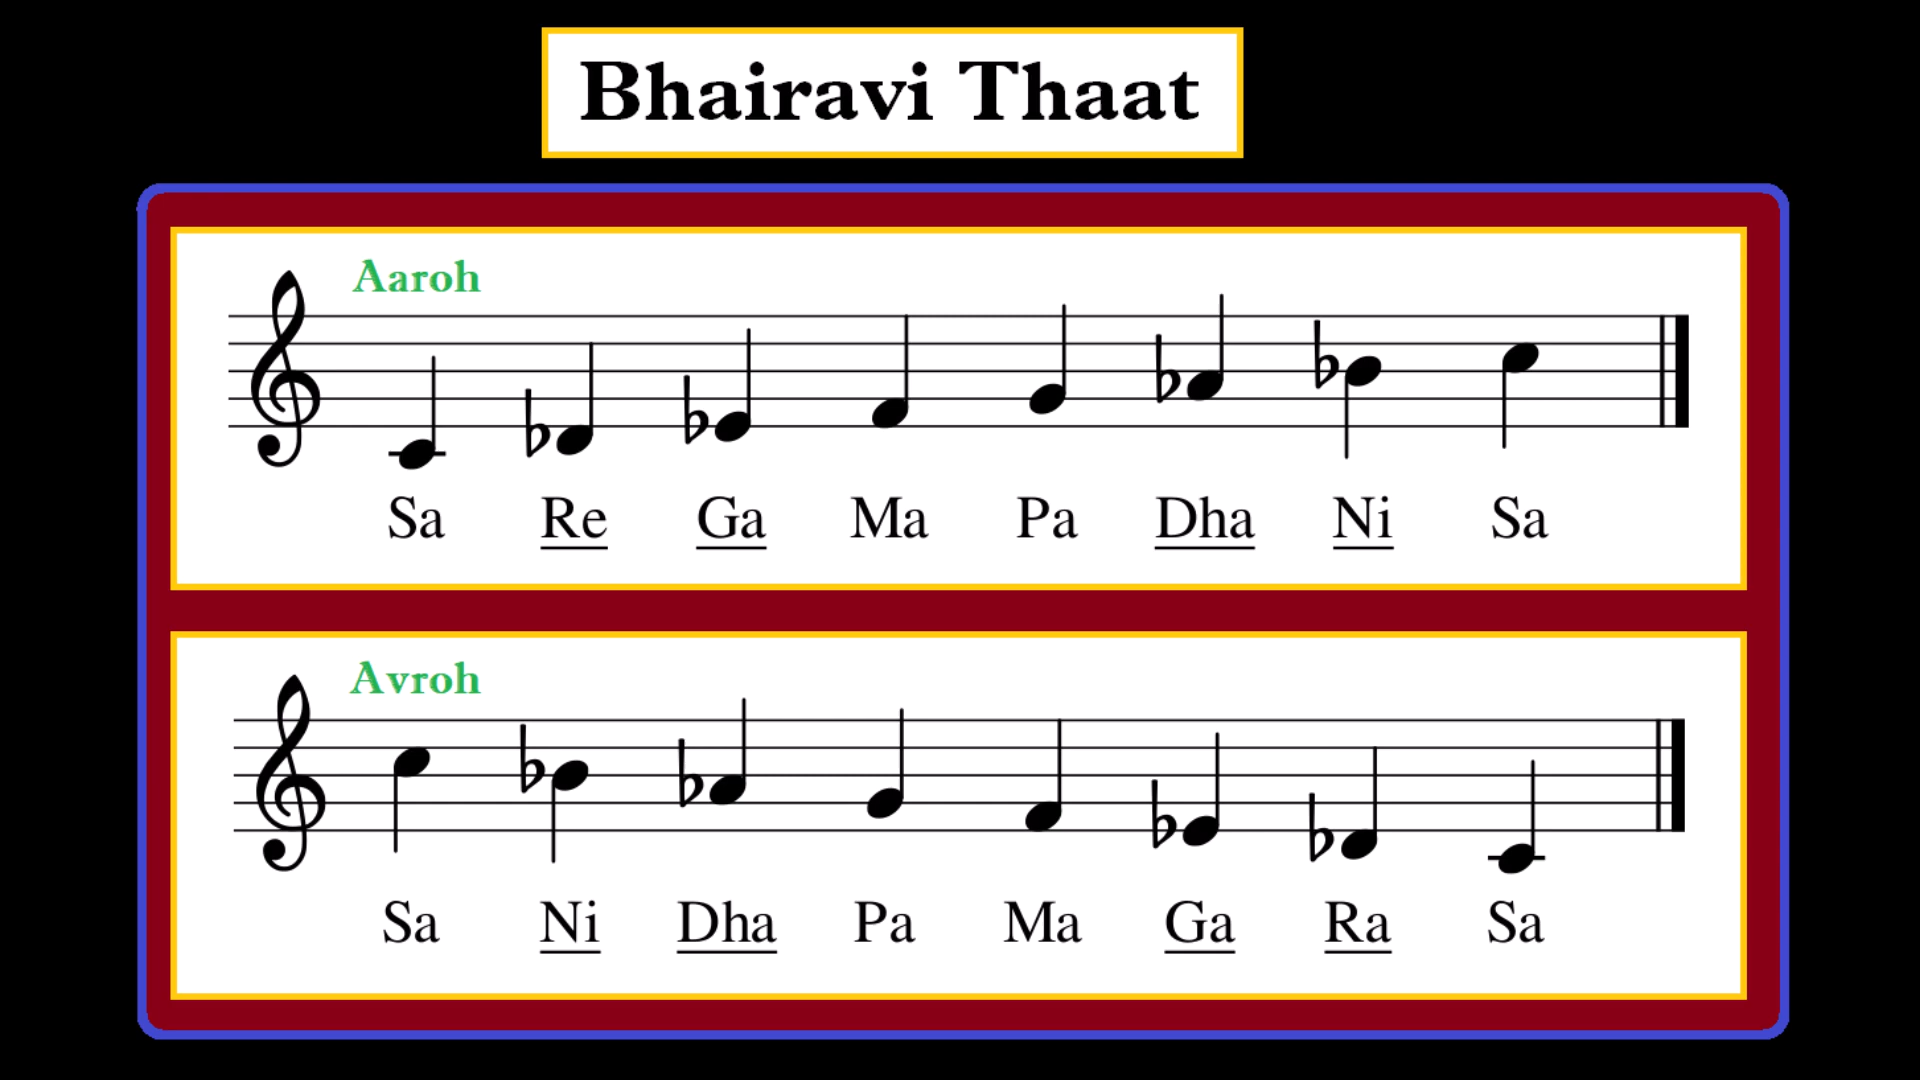 Bhairavi Thaat
Aaroh
Sa Re Ga Ma Pa Dha Ni Sa
Avroh
Sa Ni Dha Pa Ma Ga Ra Sa